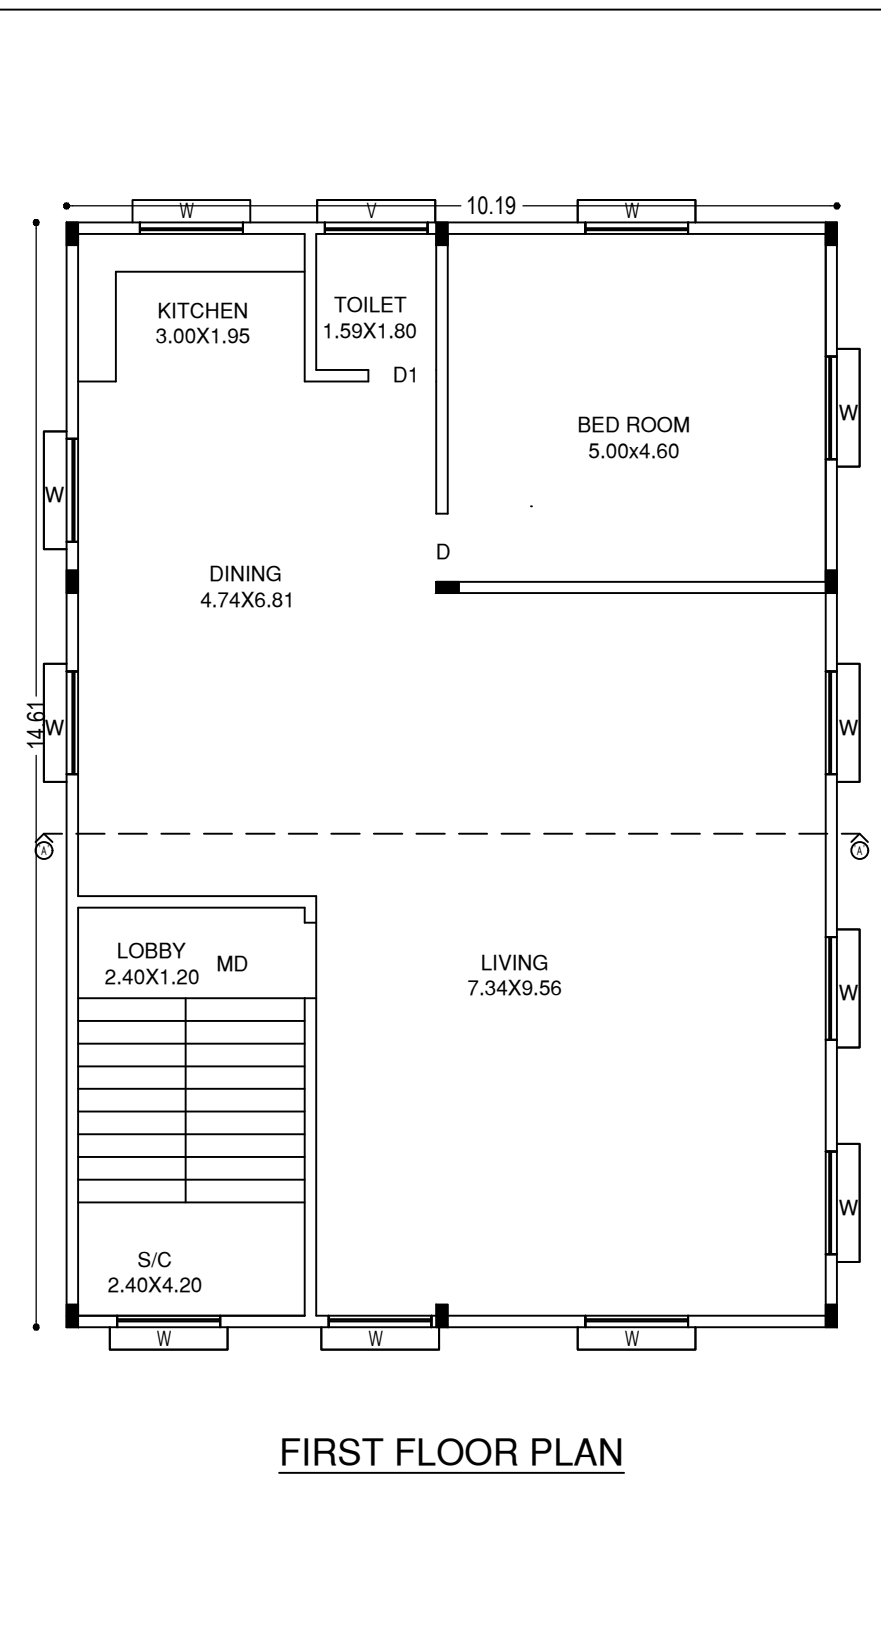 W
V
10.19
W
KITCHEN
3.00X1.95
TOILET
1.59X1.80
D1
W
BED ROOM
5.00x4.60
W
D
DINING
4.74X6.81
14.61
W
W
A
A
LOBBY
2.40X1.20
MD
LIVING
7.34X9.56
W
W
S/C
2.40X4.20
W
W
W
FIRST FLOOR PLAN